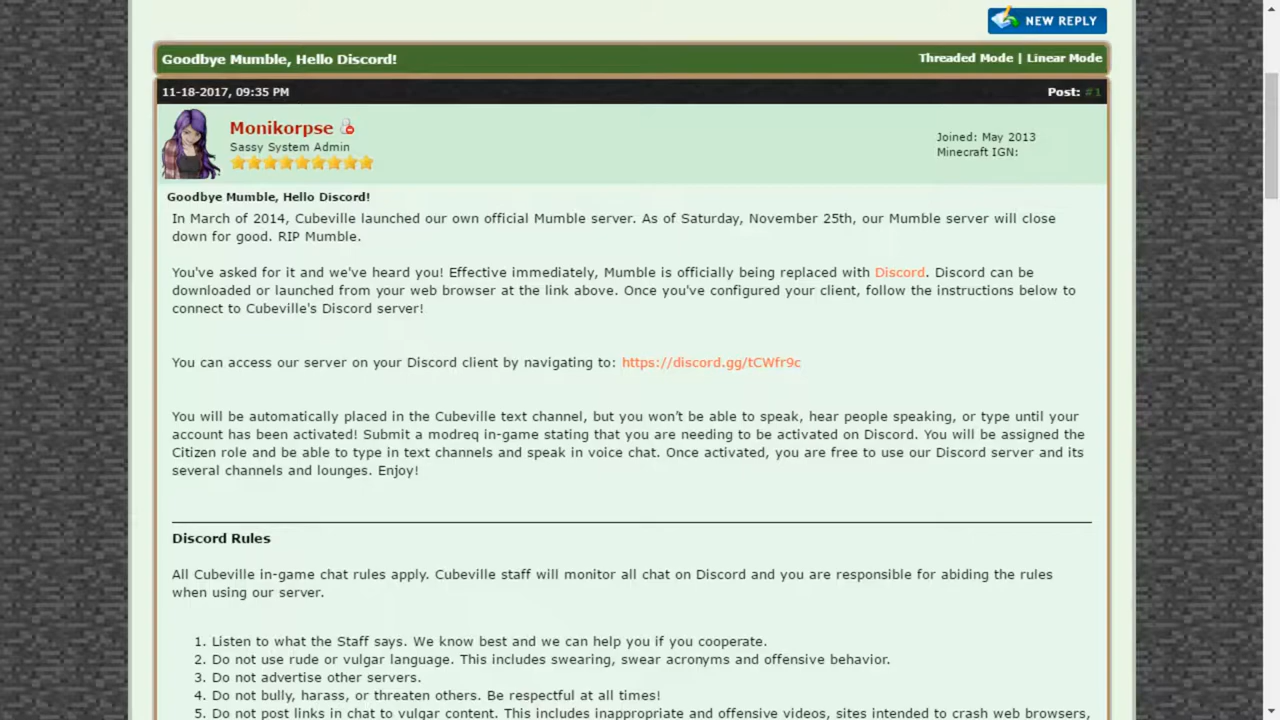 NEW REPLY
Goodbye Mumble, Hello Discord!
Threaded Mode | Linear Mode
11-18-2017, 09:35 PM
Post: #1
Monikorpse
Sassy System Admin
Joined: May 2013
Minecraft IGN:
Goodbye Mumble, Hello Discord!
In March of 2014, Cubeville launched our own official Mumble server. As of Saturday, November 25th, our Mumble server will close
down for good. RIP Mumble.
You've asked for it and we've heard you! Effective immediately, Mumble is officially being replaced with Discord. Discord can be
downloaded or launched from your web browser at the link above. Once you've configured your client, follow the instructions below to
connect to Cubeville's Discord server!
You can access our server on your Discord client by navigating to: https://discord.gg/tCWfr9c
You will be automatically placed in the Cubeville text channel, but you won’t be able to speak, hear people speaking, or type until your
account has been activated! Submit a modreq in-game stating that you are needing to be activated on Discord. You will be assigned the
Citizen role and be able to type in text channels and speak in voice chat. Once activated, you are free to use our Discord server and its
several channels and lounges. Enjoy!
Discord Rules
All Cubeville in-game chat rules apply. Cubeville staff will monitor all chat on Discord and you are responsible for abiding the rules
when using our server.
1. Listen to what the Staff says. We know best and we can help you if you cooperate.
2. Do not use rude or vulgar language. This includes swearing, swear acronyms and offensive behavior.
3. Do not advertise other servers.
4. Do not bully, harass, or threaten others. Be respectful at all times!
5. Do not post links in chat to vulgar content. This includes inappropriate and offensive videos, sites intended to crash web browsers,